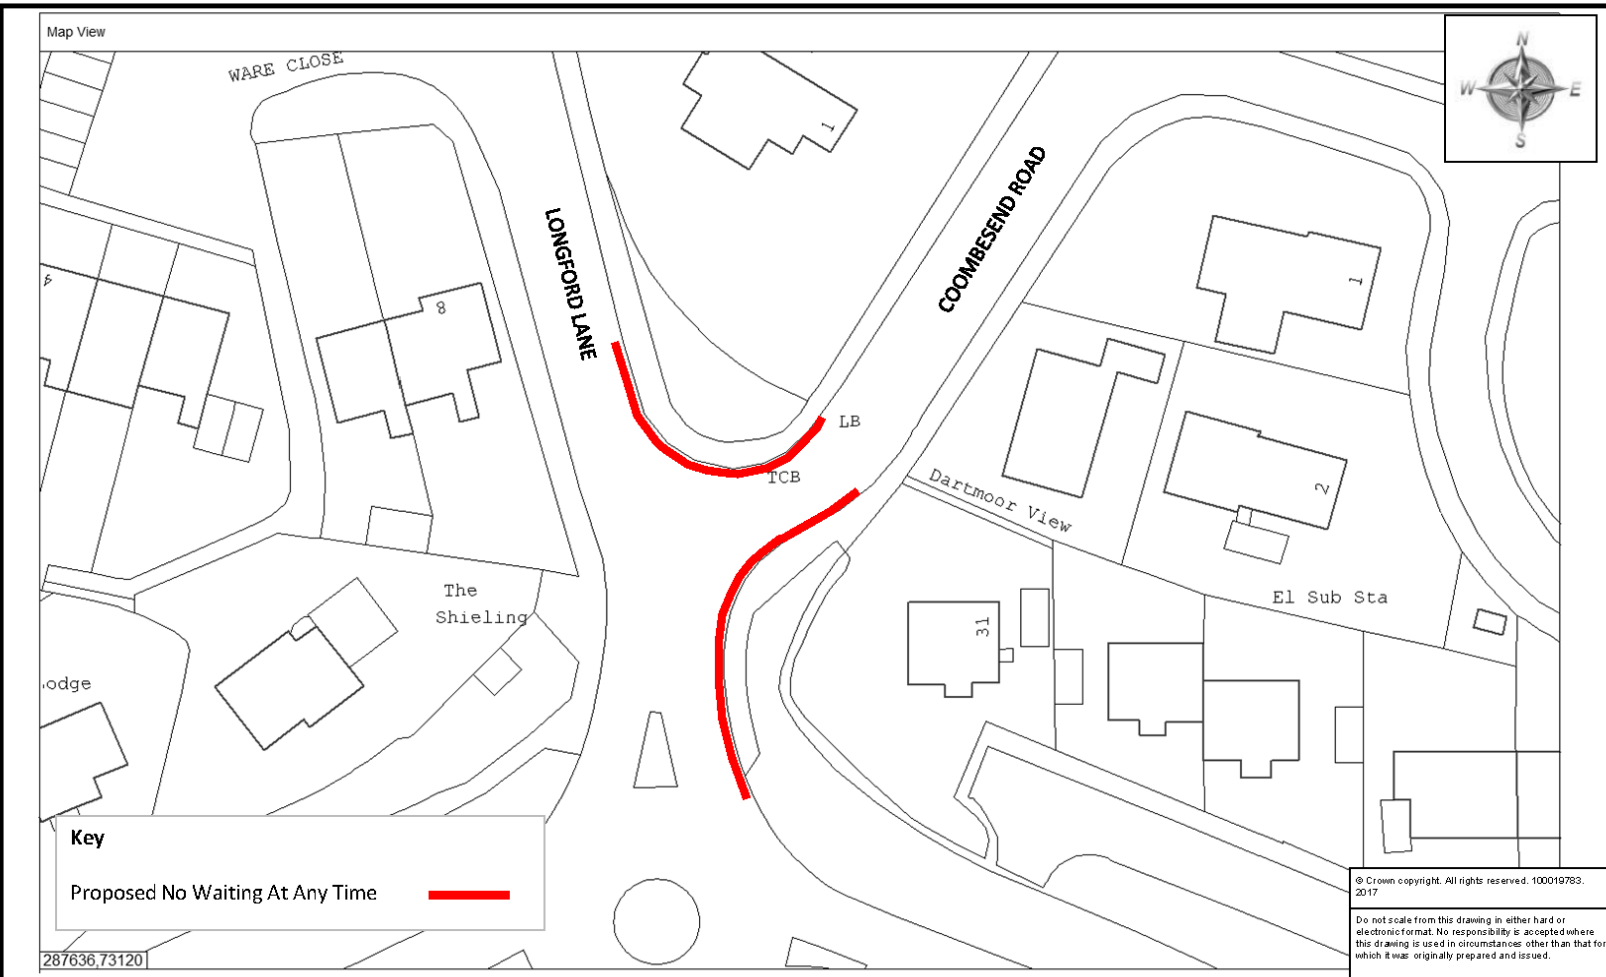 Map View
N
W E
S
WARE CLOSE
1
LONGFORD LANE
COOMBESEND ROAD
8
1
LB
TCB
Dartmoor View
2
The
Shieling
El Sub Sta
31
odge
Key
Proposed No Waiting At Any Time
287636,73120
© Crown copyright. All rights reserved. 100019783.
2017
Do not scale from this drawing in either hard or
electronic format. No responsibility is accepted where
this drawing is used in circumstances other than that for
which it was originally prepared and issued.